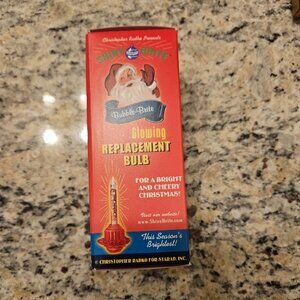 Christopher Radko Presents
SHINY BRITE
Bubble-Brite
Glowing
REPLACEMENT
BULB
FOR A BRIGHT
AND CHEERY
CHRISTMAS!
Visit our website!
www.ShinyBrite.com
This Season's
Brightest!
© CHRISTOPHER RADKO FOR STARAD, INC.